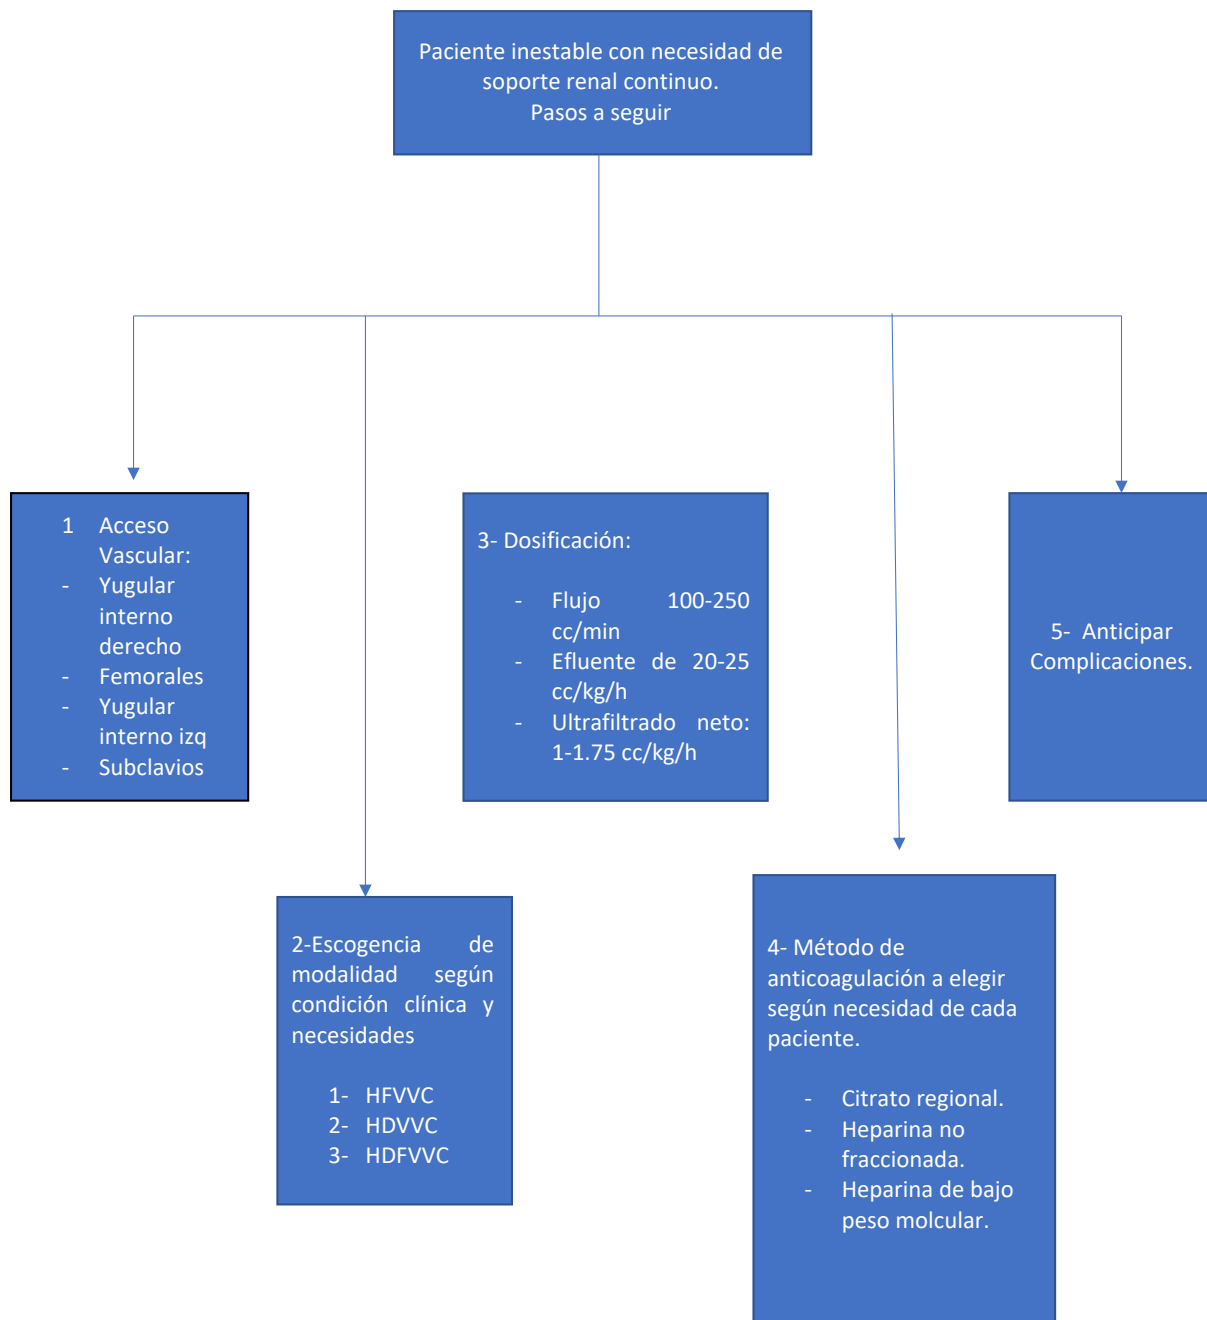 Paciente inestable con necesidad de
soporte renal continuo.
Pasos a seguir
1 Acceso
Vascular:
- Yugular
interno
derecho
- Femorales
- Yugular
interno izq
- Subclavios
2-Escogencia de
modalidad según
condición clínica y
necesidades
1- HFVVC
2- HDVVC
3- HDFVVC
3- Dosificación:
- Flujo 100-250
cc/min
- Efluente de 20-25
cc/kg/h
- Ultrafiltrado neto:
1-1.75 cc/kg/h
4- Método de
anticoagulación a elegir
según necesidad de cada
paciente.
- Citrato regional.
- Heparina no
fraccionada.
- Heparina de bajo
peso molcular.
5- Anticipar
Complicaciones.